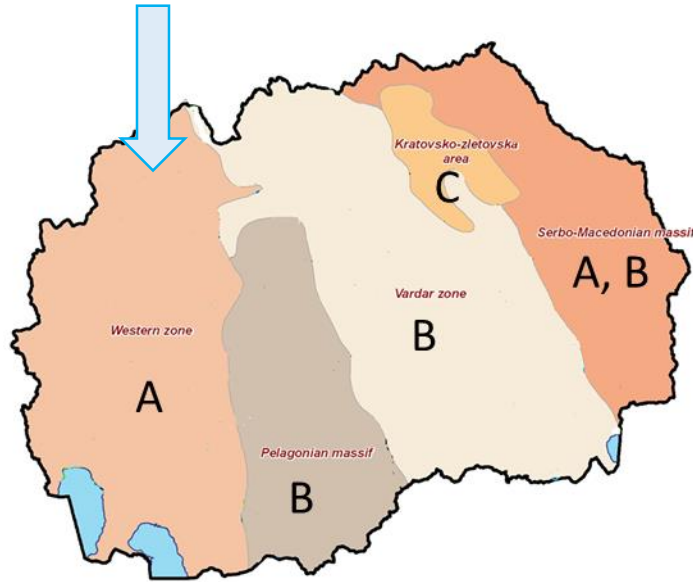 Kratovsko-zletovska
area
C
Serbo-Macedonian massif
A, B
Vardar zone
B
Western zone
A
Pelagonian massif
B